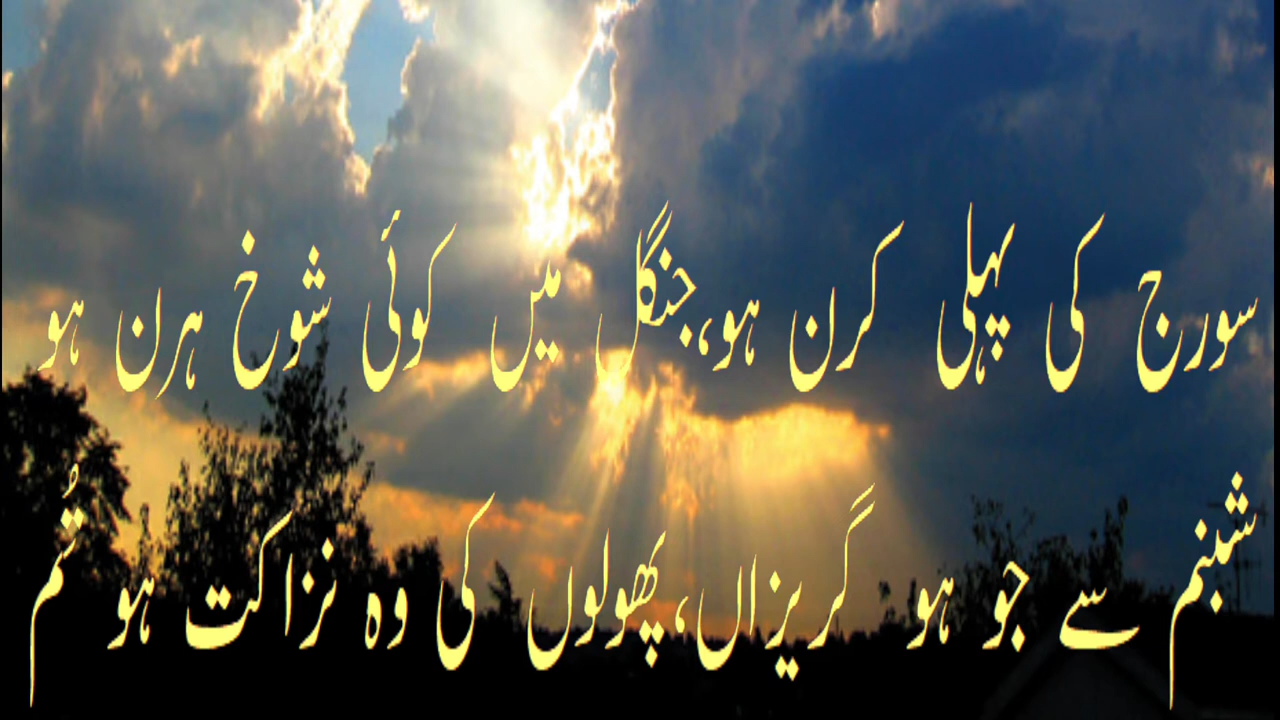 سورج کی پہلی کرن ہو،جنگل میں کوئی شوخ ہرن ہو
شبنم سے جو ہو گریزاں،پھولوں کی وہ نزاکت ہو تُم